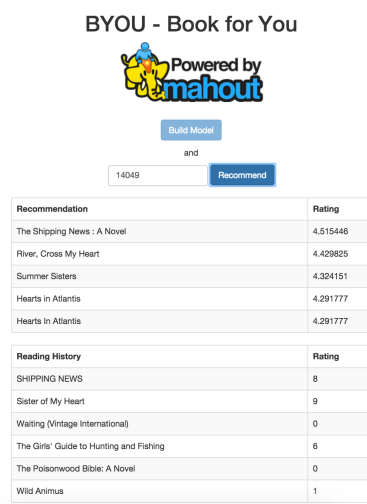 BYOU - Book for You
Powered by
mahout
Build Model
and
14049 Recommend
Recommendation Rating
The Shipping News : A Novel 4.515446
River, Cross My Heart 4.429825
Summer Sisters 4.324151
Hearts in Atlantis 4.291777
Hearts In Atlantis 4.291777
Reading History Rating
SHIPPING NEWS 8
Sister of My Heart 9
Waiting (Vintage International) 0
The Girls' Guide to Hunting and Fishing 6
The Poisonwood Bible: A Novel 0
Wild Animus 1